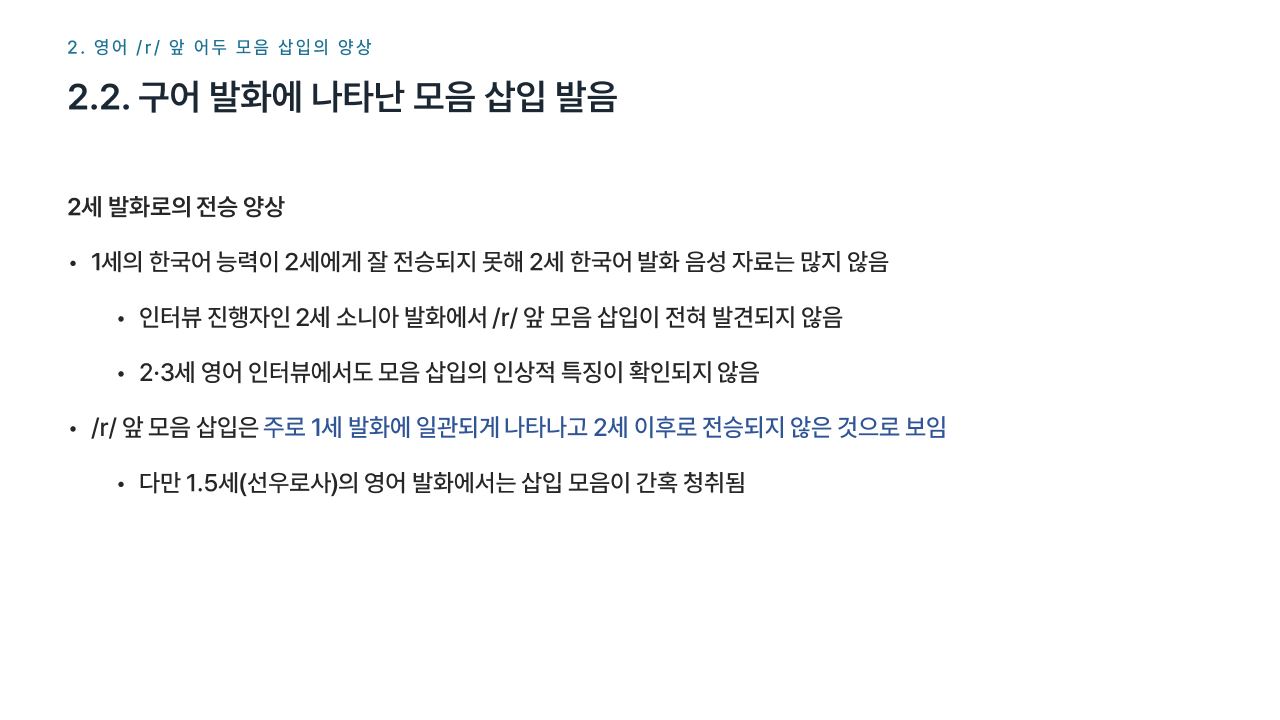 2. 영어 /r/ 앞 어두 모음 삽입의 양상
2.2. 구어 발화에 나타난 모음 삽입 발음
2세 발화로의 전승 양상
• 1세의 한국어 능력이 2세에게 잘 전승되지 못해 2세 한국어 발화 음성 자료는 많지 않음
• 인터뷰 진행자인 2세 소니아 발화에서 /r/ 앞 모음 삽입이 전혀 발견되지 않음
• 2·3세 영어 인터뷰에서도 모음 삽입의 인상적 특징이 확인되지 않음
• /r/ 앞 모음 삽입은 주로 1세 발화에 일관되게 나타나고 2세 이후로 전승되지 않은 것으로 보임
• 다만 1.5세(선우로사)의 영어 발화에서는 삽입 모음이 간혹 청취됨